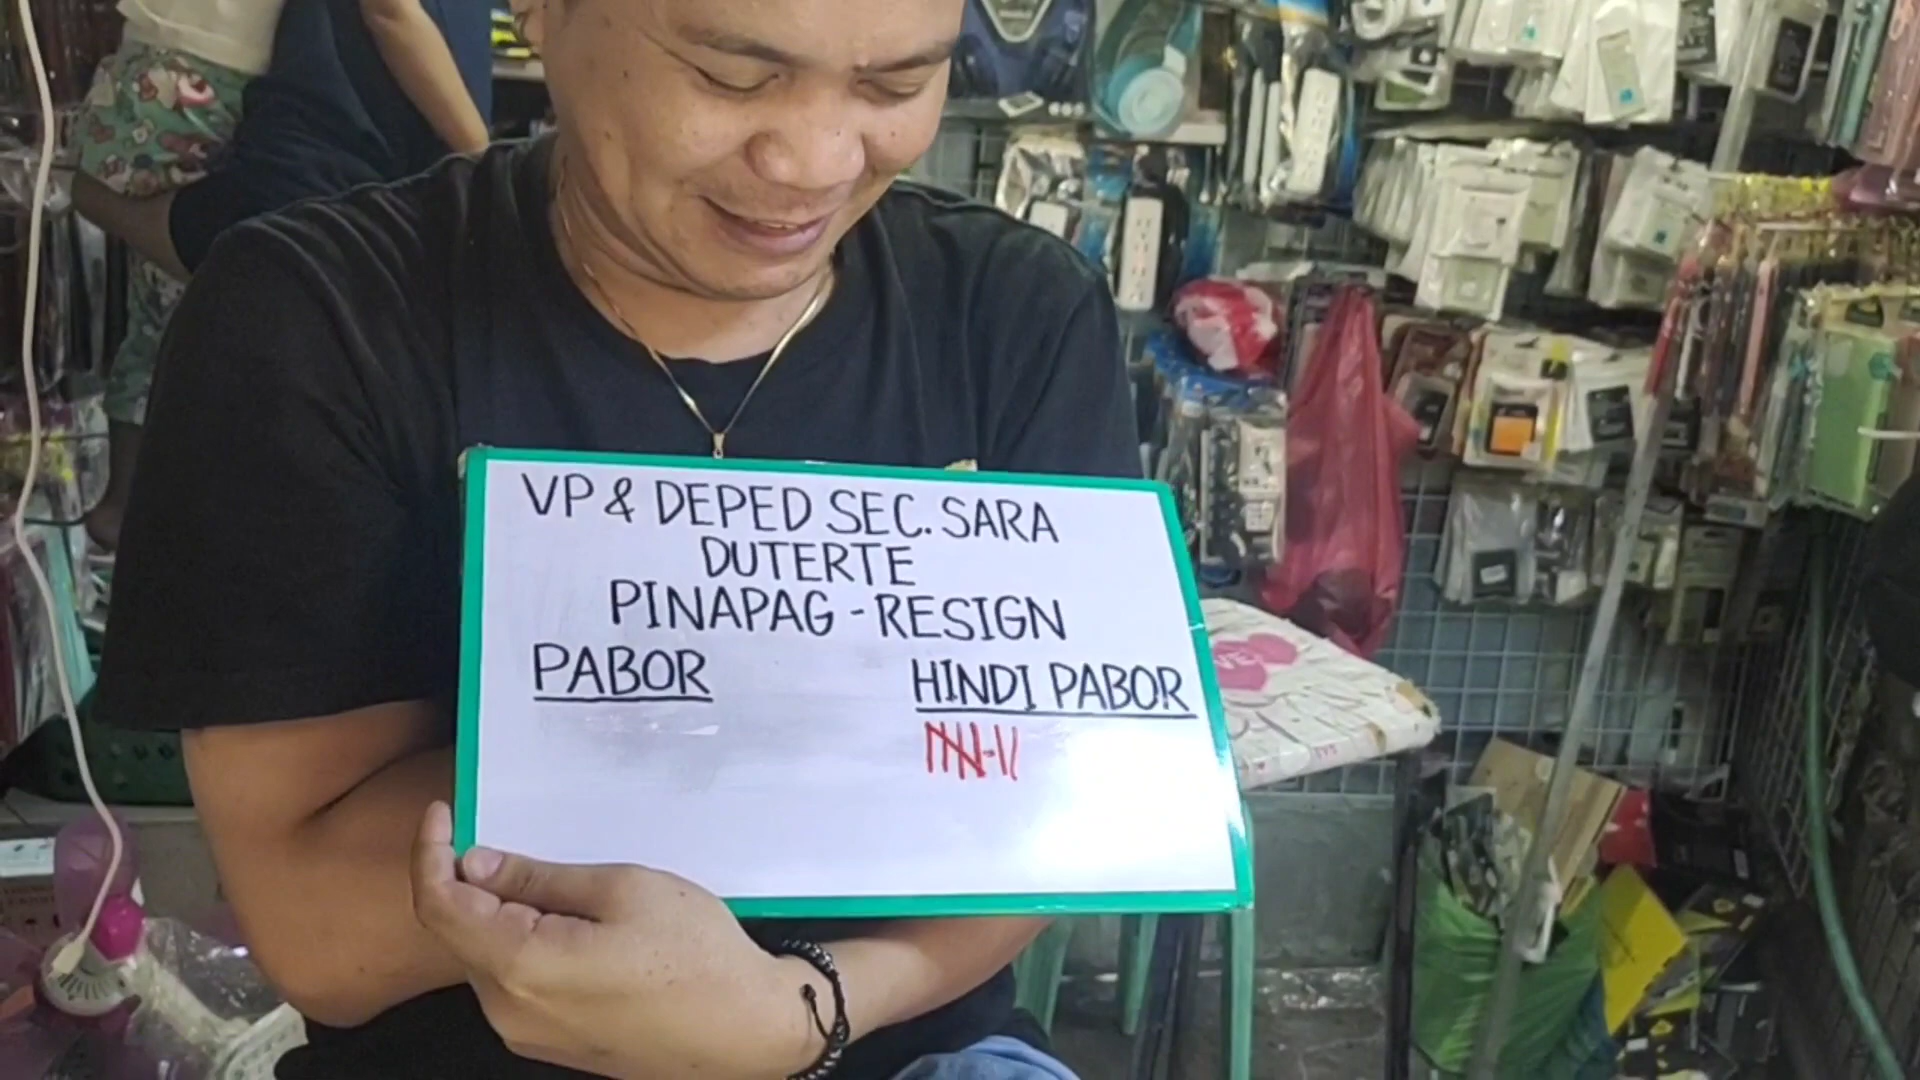 VP & DEPED SEC. SARA
DUTERTE
PINAPAG-RESIGN
PABOR
HINDI PABOR